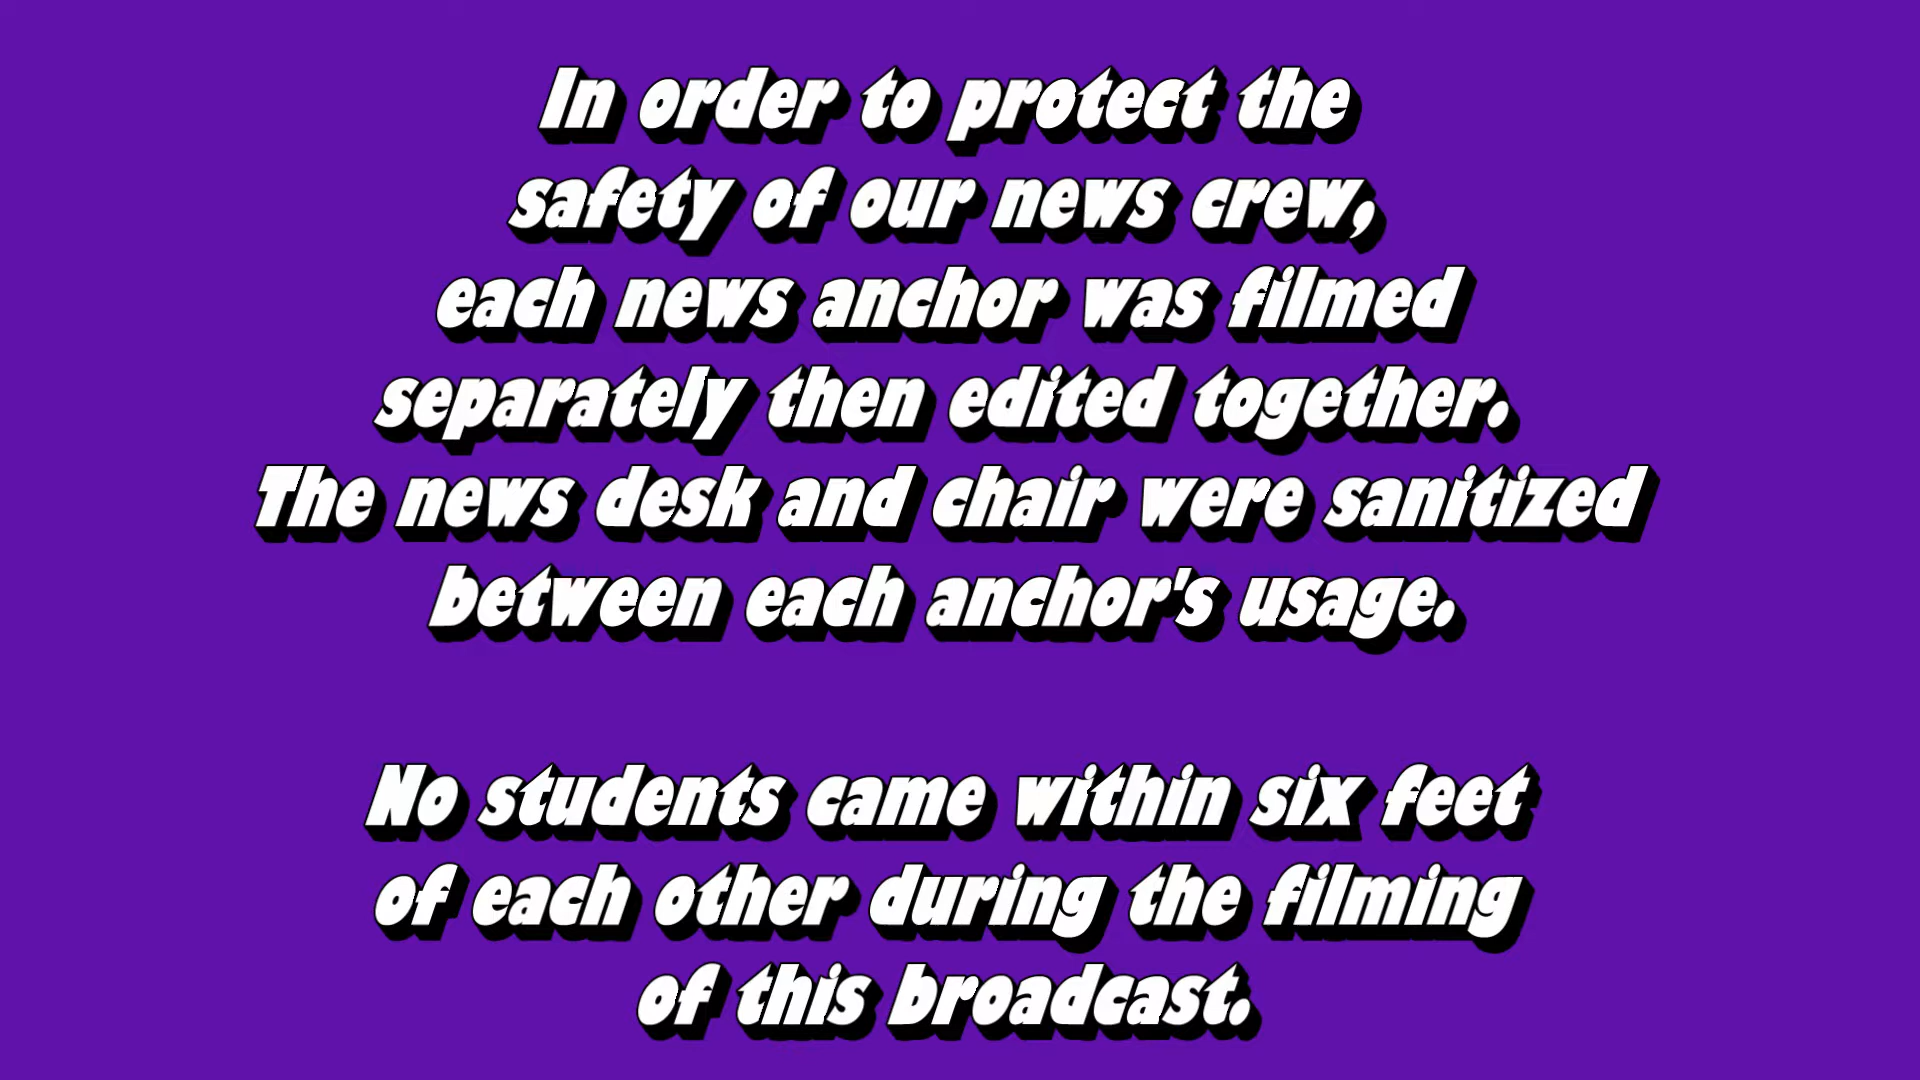 In order to protect the
safety of our news crew,
each news anchor was filmed
separately then edited together.
The news desk and chair were sanitized
between each anchor's usage.
No students came within six feet
of each other during the filming
of this broadcast.